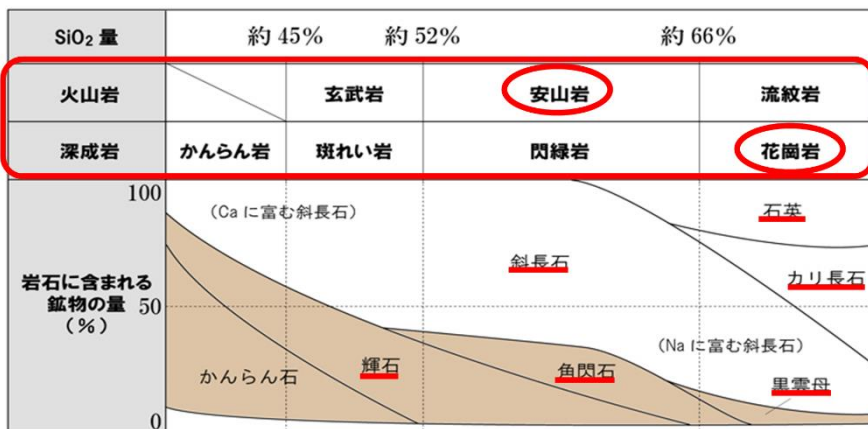 SiO₂ 量 約 45% 約 52% 約 66%
火山岩 玄武岩 安山岩 流紋岩
深成岩 かんらん岩 斑れい岩 閃緑岩 花崗岩
岩石に含まれる
鉱物の量
(%)
100
50
0
(Ca に富む斜長石)
石英
斜長石
カリ長石
(Na に富む斜長石)
かんらん石
輝石
角閃石
黒雲母